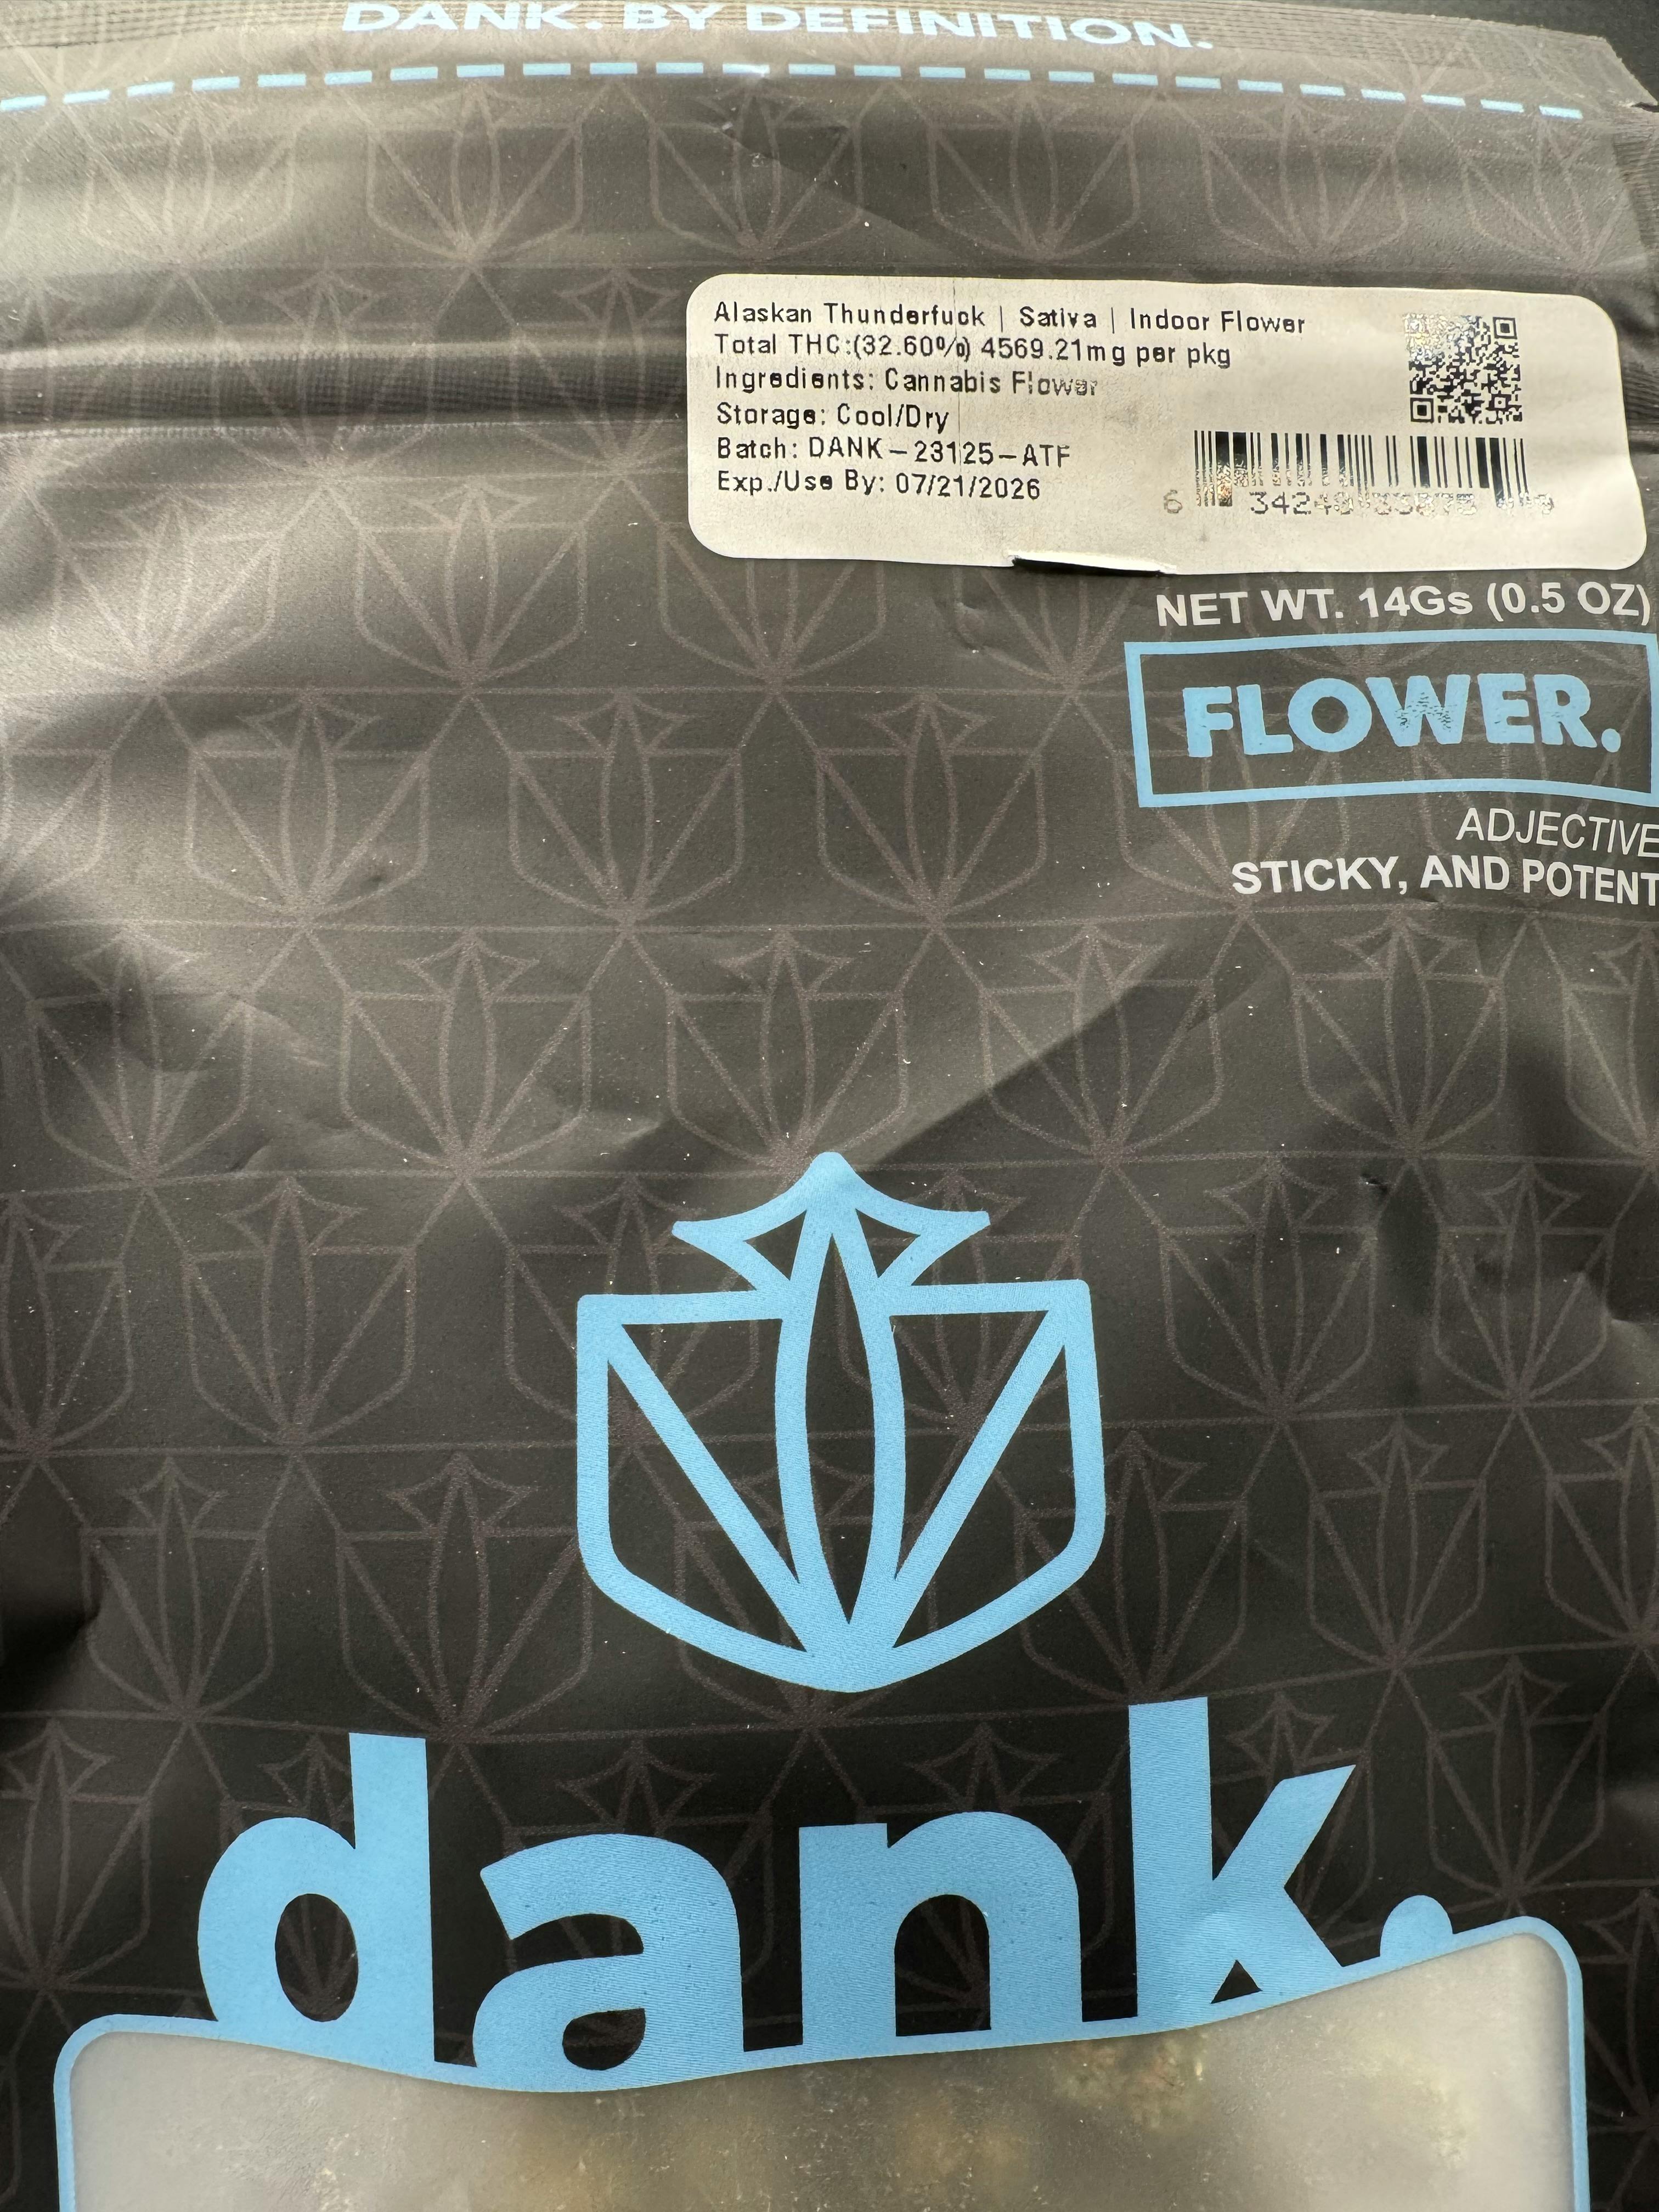 DANK. BY DEFINITION.
Alaskan Thunderfuck | Sativa | Indoor Flower
Total THC:(32.60%) 4569.21mg per pkg
Ingredients: Cannabis Flower
Storage: Cool/Dry
Batch: DANK-23125-ATF
Exp./Use By: 07/21/2026
6
NET WT. 14Gs (0.5 OZ)
FLOWER.
ADJECTIVE
STICKY, AND POTENT
dank.